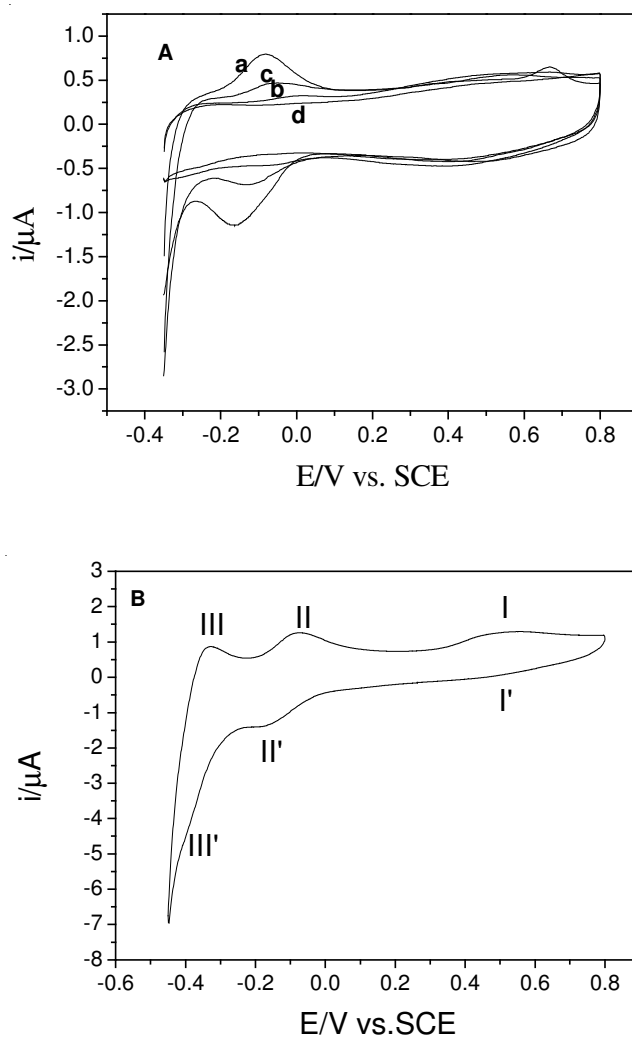 A
a
c
b
d
1.0
0.5
0.0
-0.5
-1.0
-1.5
-2.0
-2.5
-3.0
i/µA
-0.4 -0.2 0.0 0.2 0.4 0.6 0.8
E/V vs. SCE
B
III
II
I
I'
II'
III'
3
2
1
0
-1
-2
-3
-4
-5
-6
-7
-8
i/µA
-0.6 -0.4 -0.2 0.0 0.2 0.4 0.6 0.8
E/V vs.SCE